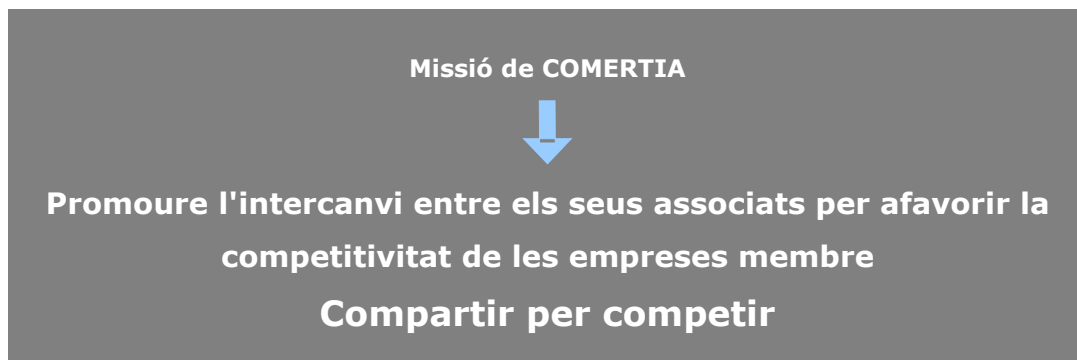 Missió de COMERTIA
Promoure l'intercanvi entre els seus associats per afavorir la
competitivitat de les empreses membre
Compartir per competir